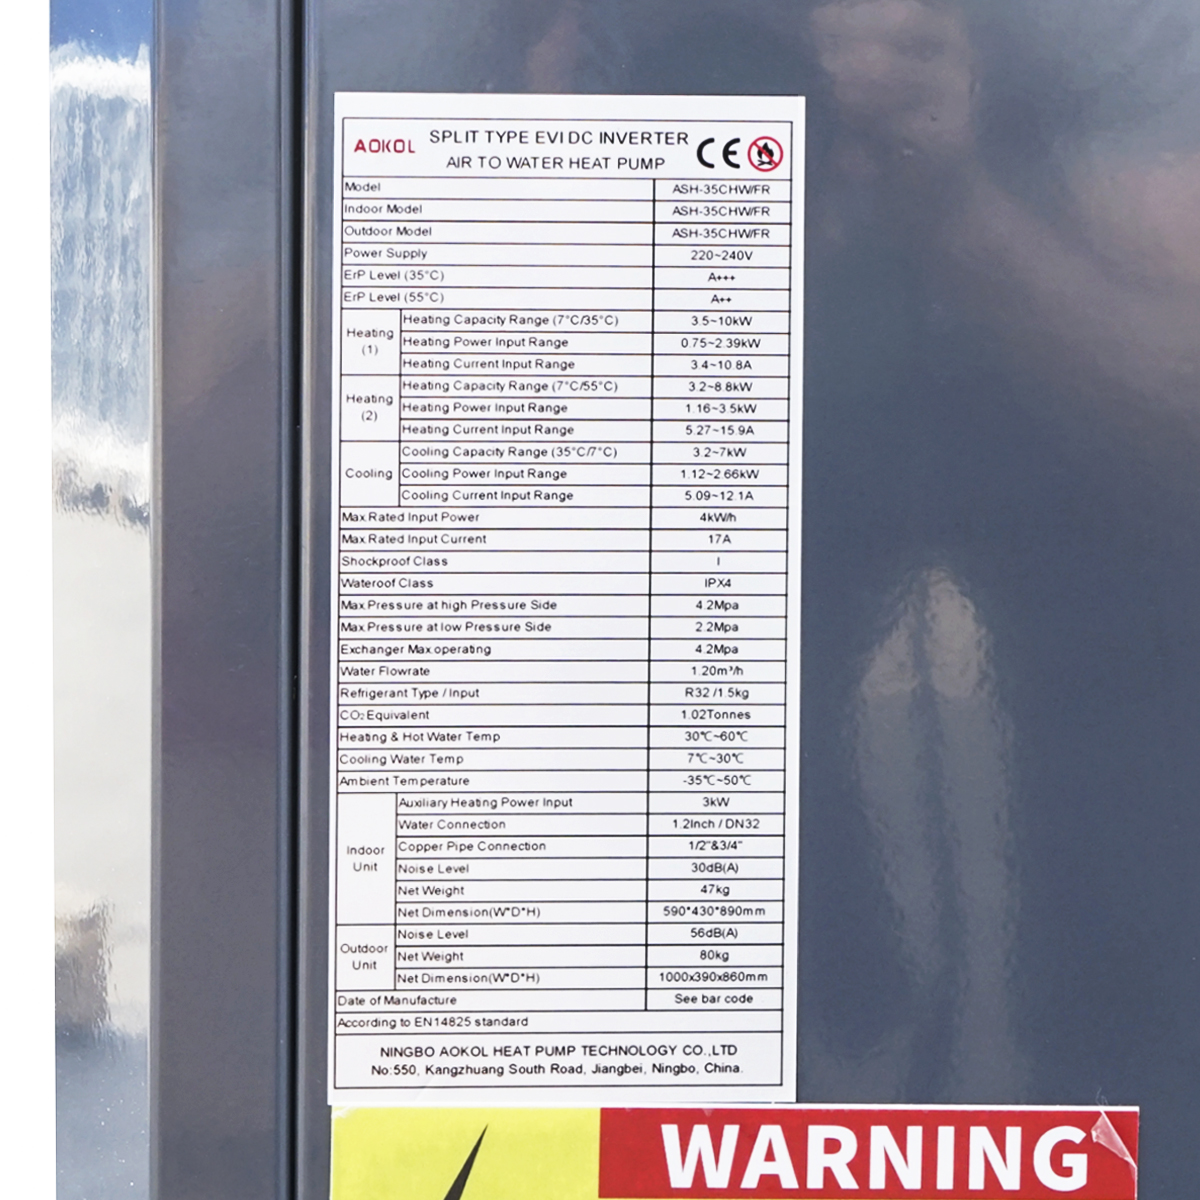 AOKOL SPLIT TYPE EVI DC INVERTER
AIR TO WATER HEAT PUMP CE
Model ASH-35CHW/FR
Indoor Model ASH-35CHW/FR
Outdoor Model ASH-35CHW/FR
Power Supply 220~240V
ErP Level (35°C) A+++
ErP Level (55°C) A++
Heating (1) Heating Capacity Range (7°C/35°C) 3.5~10kW
Heating Power Input Range 0.75~2.39kW
Heating Current Input Range 3.4~10.8A
Heating (2) Heating Capacity Range (7°C/55°C) 3.2~8.8kW
Heating Power Input Range 1.16~3.5kW
Heating Current Input Range 5.27~15.9A
Cooling Cooling Capacity Range (35°C/7°C) 3.2~7kW
Cooling Power Input Range 1.12~2.66kW
Cooling Current Input Range 5.09~12.1A
Max Rated Input Power 4kW/h
Max Rated Input Current 17A
Shockproof Class I
Wateroof Class IPX4
Max.Pressure at high Pressure Side 4.2Mpa
Max.Pressure at low Pressure Side 2.2Mpa
Exchanger Max.operating 4.2Mpa
Water Flowrate 1.20m³/h
Refrigerant Type / Input R32 /1.5kg
CO₂ Equivalent 1.02Tonnes
Heating & Hot Water Temp 30℃~60℃
Cooling Water Temp 7℃~30℃
Ambient Temperature -35℃~50℃
Indoor Unit Auxiliary Heating Power Input 3kW
Water Connection 1.2Inch / DN32
Copper Pipe Connection 1/2"&3/4"
Noise Level 30dB(A)
Net Weight 47kg
Net Dimension(W*D*H) 590*430*890mm
Outdoor Unit Noise Level 56dB(A)
Net Weight 80kg
Net Dimension(W*D*H) 1000x390x860mm
Date of Manufacture See bar code
According to EN14825 standard
NINGBO AOKOL HEAT PUMP TECHNOLOGY CO.,LTD
No:550, Kangzhuang South Road, Jiangbei, Ningbo, China.
WARNING